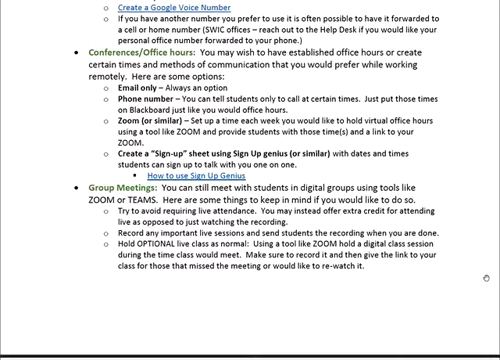 o Create a Google Voice Number
o If you have another number you prefer to use it is often possible to have it forwarded to
a cell or home number (SWIC offices – reach out to the Help Desk if you would like your
personal office number forwarded to your phone.)
• Conferences/Office hours: You may wish to have established office hours or create
certain times and methods of communication that you would prefer while working
remotely. Here are some options:
o Email only – Always an option
o Phone number – You can tell students only to call at certain times. Just put those times
on Blackboard just like you would office hours.
o Zoom (or similar) – Set up a time each week you would like to hold virtual office hours
using a tool like ZOOM and provide students with those time(s) and a link to your
ZOOM.
o Create a "Sign-up" sheet using Sign Up genius (or similar) with dates and times
students can sign up to talk with you one on one.
▪ How to use Sign Up Genius
• Group Meetings: You can still meet with students in digital groups using tools like
ZOOM or TEAMS. Here are some things to keep in mind if you would like to do so.
o Try to avoid requiring live attendance. You may instead offer extra credit for attending
live as opposed to just watching the recording.
o Record any important live sessions and send students the recording when you are done.
o Hold OPTIONAL live class as normal: Using a tool like ZOOM hold a digital class session
during the time class would meet. Make sure to record it and then give the link to your
class for those that missed the meeting or would like to re-watch it.